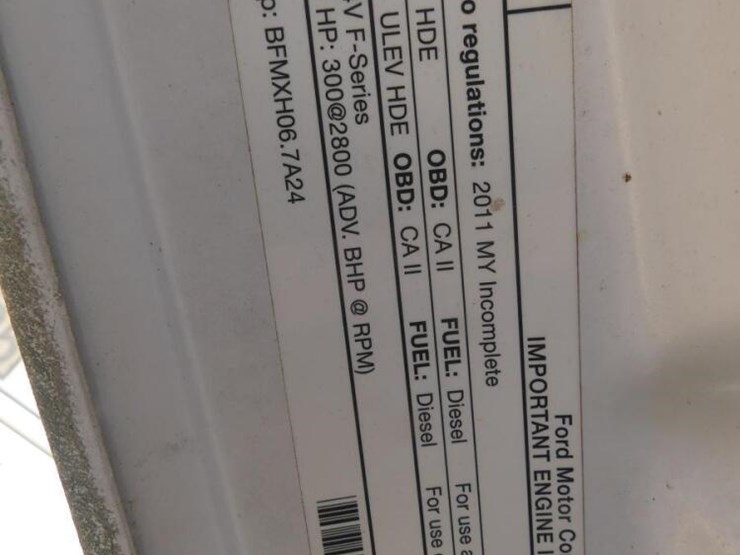 Ford Motor Co
IMPORTANT ENGINE I
o regulations: 2011 MY Incomplete
HDE OBD: CA II FUEL: Diesel For use a
ULEV HDE OBD: CA II FUEL: Diesel For use
V F-Series
HP: 300@2800 (ADV. BHP @ RPM)
p: BFMXH06.7A24